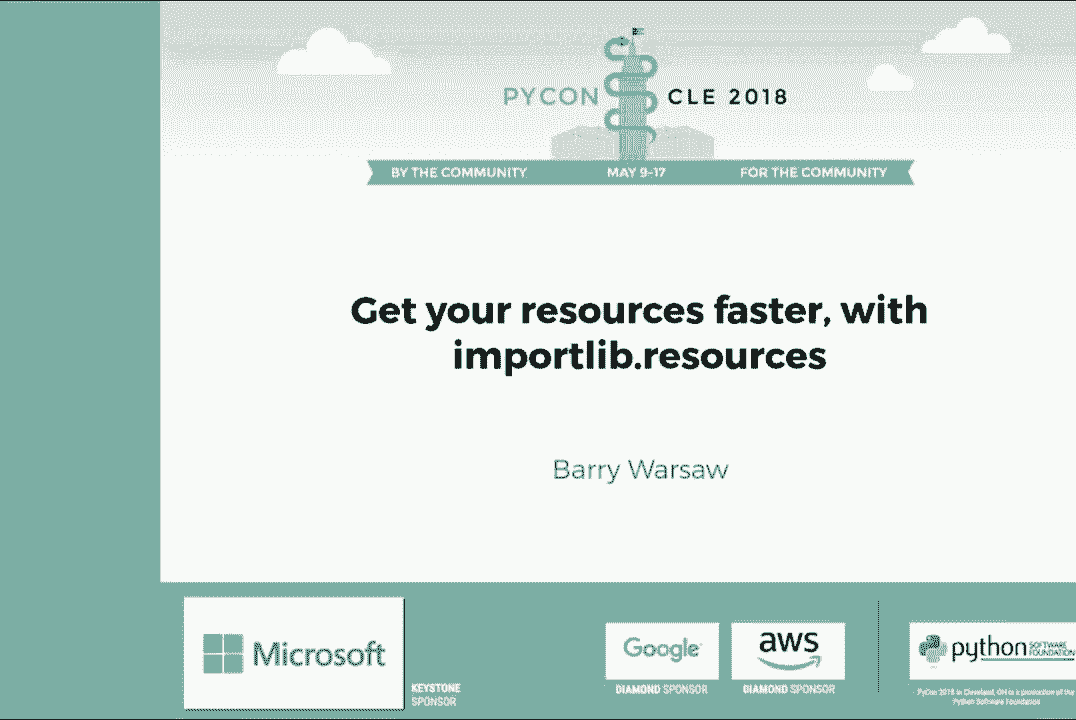 PYCON CLE 2018
BY THE COMMUNITY MAY 9-17 FOR THE COMMUNITY
Get your resources faster, with
importlib.resources
Barry Warsaw
Microsoft
KEYSTONE
SPONSOR
Google
DIAMOND SPONSOR
aws
DIAMOND SPONSOR
python SOFTWARE
FOUNDATION
PyCon 2018 in Cleveland, OH is a production of the
Python Software Foundation